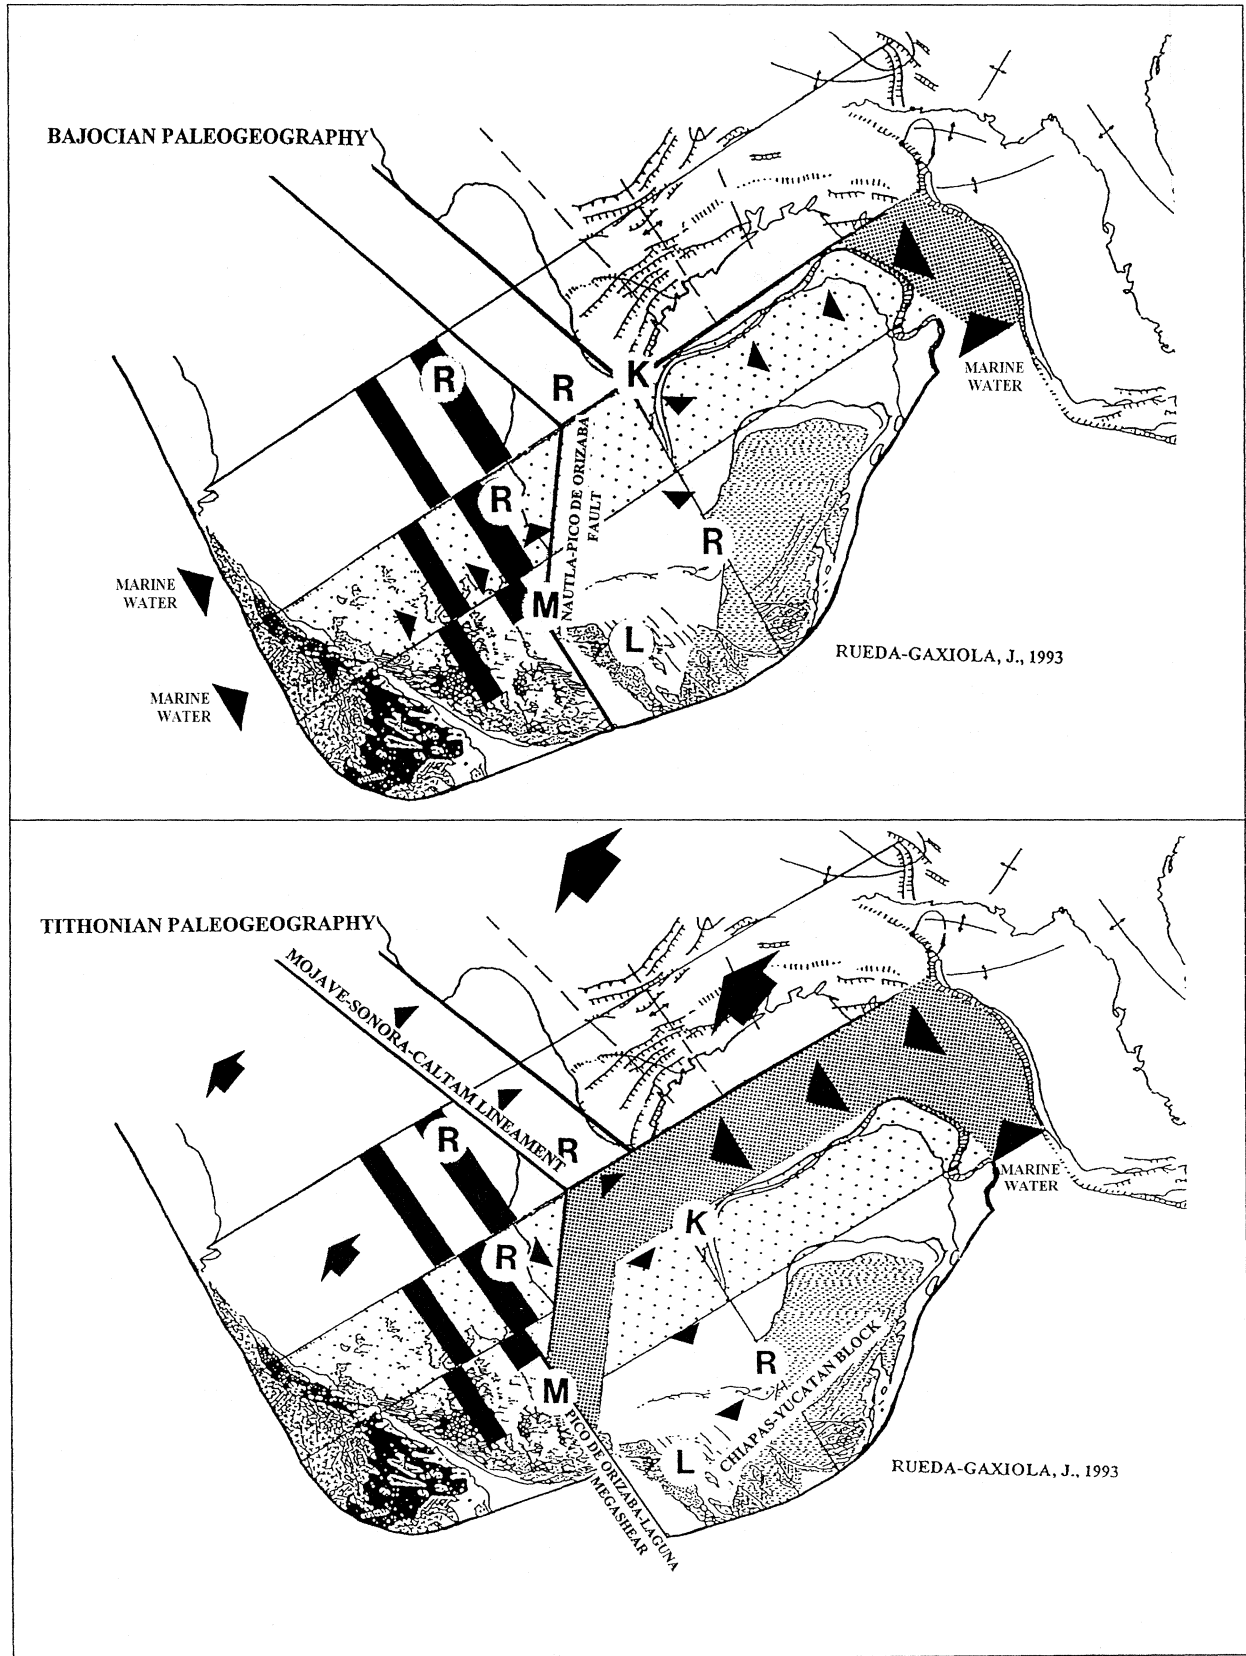 BAJOCIAN PALEOGEOGRAPHY
R
R
K
MARINE
WATER
R
NAUTLA-PICO DE ORIZABA
FAULT
R
MARINE
WATER
M
L
RUEDA-GAXIOLA, J., 1993
MARINE
WATER
TITHONIAN PALEOGEOGRAPHY
MOJAVE-SONORA-CALTAM LINEAMENT
R
R
MARINE
WATER
K
R
R
CHIAPAS-YUCATAN BLOCK
M
PICO DE ORIZABA-LAGUNA
MEGASHEAR
L
RUEDA-GAXIOLA, J., 1993